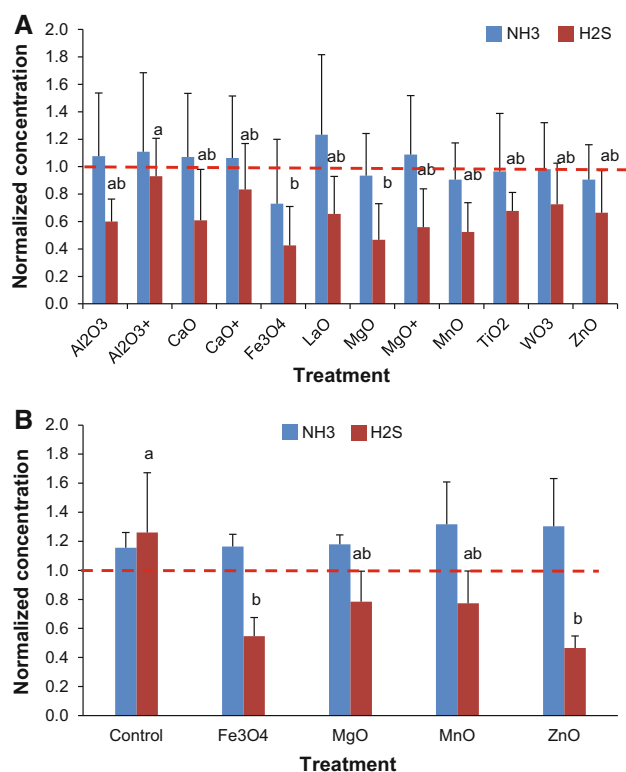 A
NH3 H2S
Normalized concentration
2.0
1.8
1.6
1.4
1.2
1.0
0.8
0.6
0.4
0.2
0.0
ab a ab ab b ab b ab ab ab ab ab
Al2O3 Al2O3+ CaO CaO+ Fe3O4 LaO MgO MgO+ MnO TiO2 WO3 ZnO
Treatment
B
NH3 H2S
Normalized concentration
2.0
1.8
1.6
1.4
1.2
1.0
0.8
0.6
0.4
0.2
0.0
a b ab ab b
Control Fe3O4 MgO MnO ZnO
Treatment